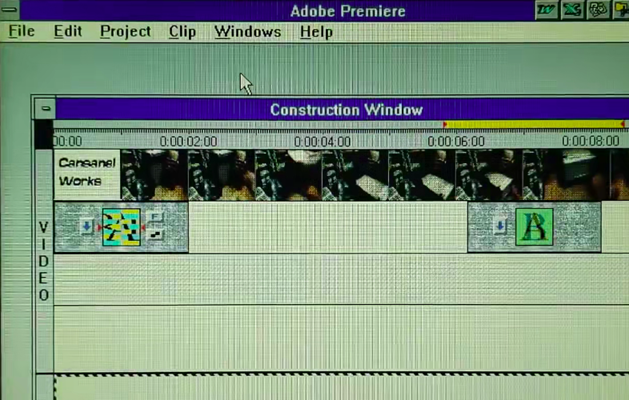 Adobe Premiere
File Edit Project Clip Windows Help
Construction Window
00:00 0:00:02:00 0:00:04:00 0:00:06:00 0:00:08:00
Works
VIDEO
A
B